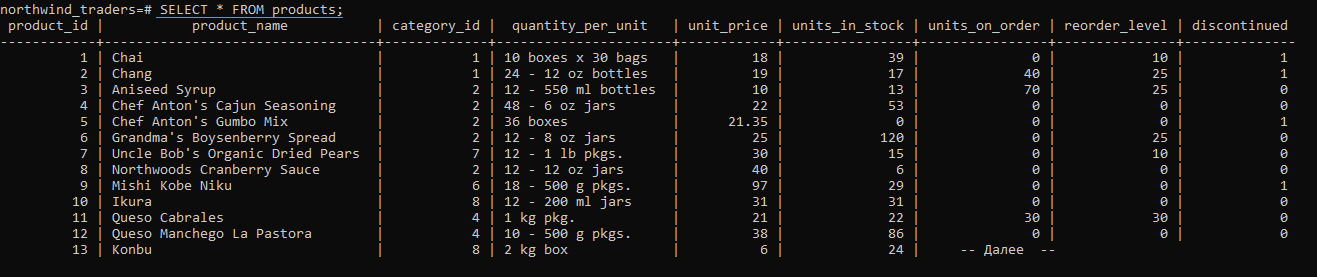 northwind_traders=# SELECT * FROM products;
 product_id |          product_name           | category_id |  quantity_per_unit  | unit_price | units_in_stock | units_on_order | reorder_level | discontinued
------------+---------------------------------+-------------+---------------------+------------+----------------+----------------+---------------+--------------
          1 | Chai                            |           1 | 10 boxes x 30 bags  |         18 |             39 |              0 |            10 |            1
          2 | Chang                           |           1 | 24 - 12 oz bottles  |         19 |             17 |             40 |            25 |            1
          3 | Aniseed Syrup                   |           2 | 12 - 550 ml bottles |         10 |             13 |             70 |            25 |            0
          4 | Chef Anton's Cajun Seasoning    |           2 | 48 - 6 oz jars      |         22 |             53 |              0 |             0 |            0
          5 | Chef Anton's Gumbo Mix          |           2 | 36 boxes            |      21.35 |              0 |              0 |             0 |            1
          6 | Grandma's Boysenberry Spread    |           2 | 12 - 8 oz jars      |         25 |            120 |              0 |            25 |            0
          7 | Uncle Bob's Organic Dried Pears |           7 | 12 - 1 lb pkgs.     |         30 |             15 |              0 |            10 |            0
          8 | Northwoods Cranberry Sauce      |           2 | 12 - 12 oz jars     |         40 |              6 |              0 |             0 |            0
          9 | Mishi Kobe Niku                 |           6 | 18 - 500 g pkgs.    |         97 |             29 |              0 |             0 |            1
         10 | Ikura                           |           8 | 12 - 200 ml jars    |         31 |             31 |              0 |             0 |            0
         11 | Queso Cabrales                  |           4 | 1 kg pkg.           |         21 |             22 |             30 |            30 |            0
         12 | Queso Manchego La Pastora       |           4 | 10 - 500 g pkgs.    |         38 |             86 |              0 |             0 |            0
         13 | Konbu                           |           8 | 2 kg box            |          6 |             24 |     -- Далее  --